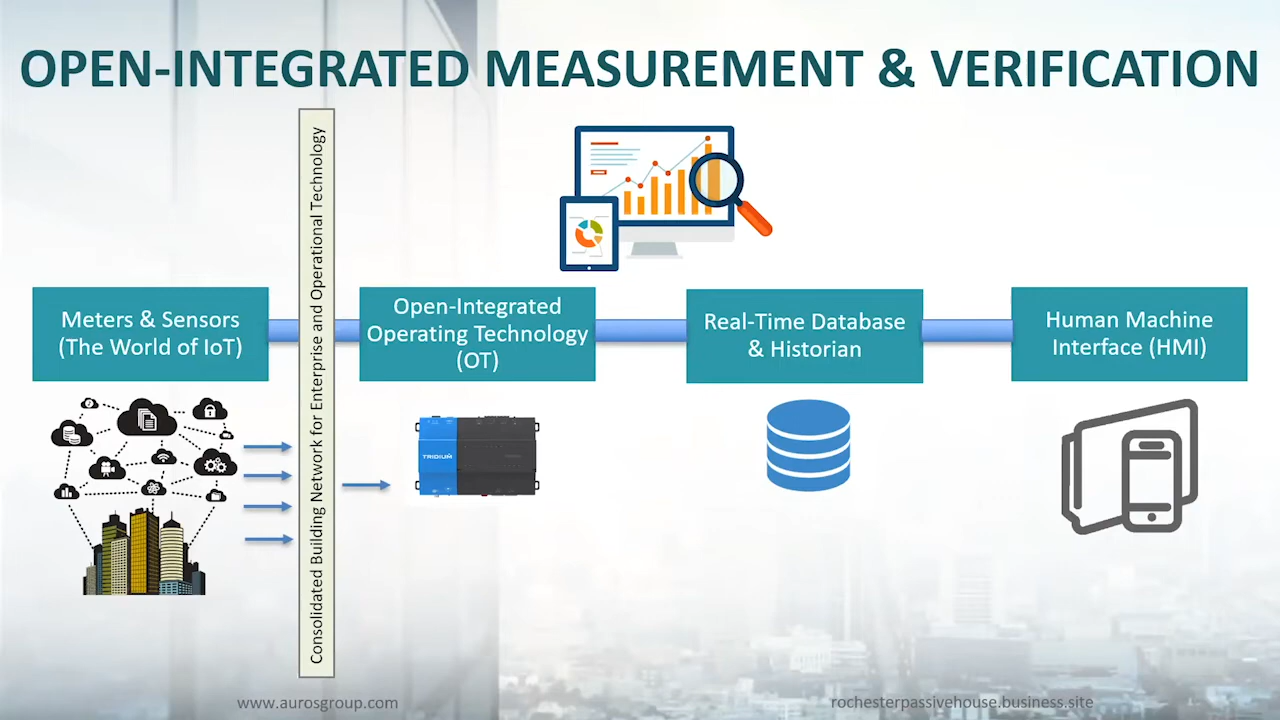 OPEN-INTEGRATED MEASUREMENT & VERIFICATION
Consolidated Building Network for Enterprise and Operational Technology
Meters & Sensors
(The World of IoT)
Open-Integrated
Operating Technology
(OT)
Real-Time Database
& Historian
Human Machine
Interface (HMI)
TRIDIUM
www.aurosgroup.com
rochesterpassivehouse.business.site